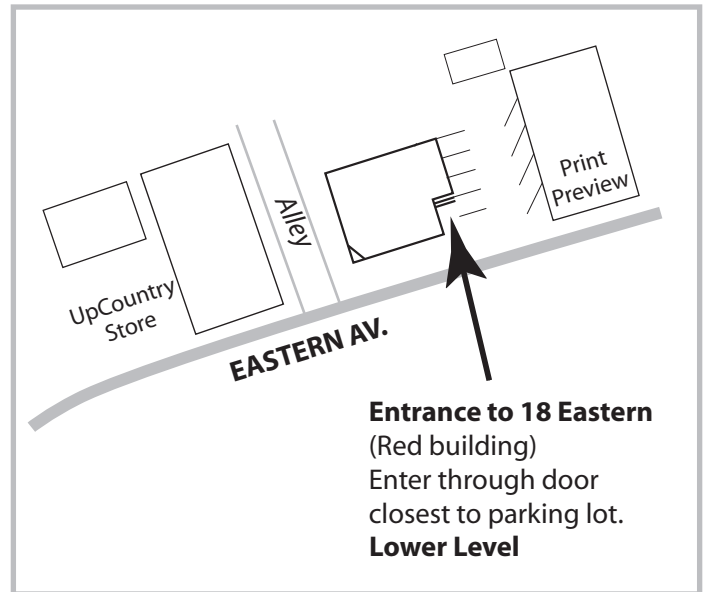 Print
Preview
Alley
UpCountry
Store
EASTERN AV.
Entrance to 18 Eastern
(Red building)
Enter through door
closest to parking lot.
Lower Level